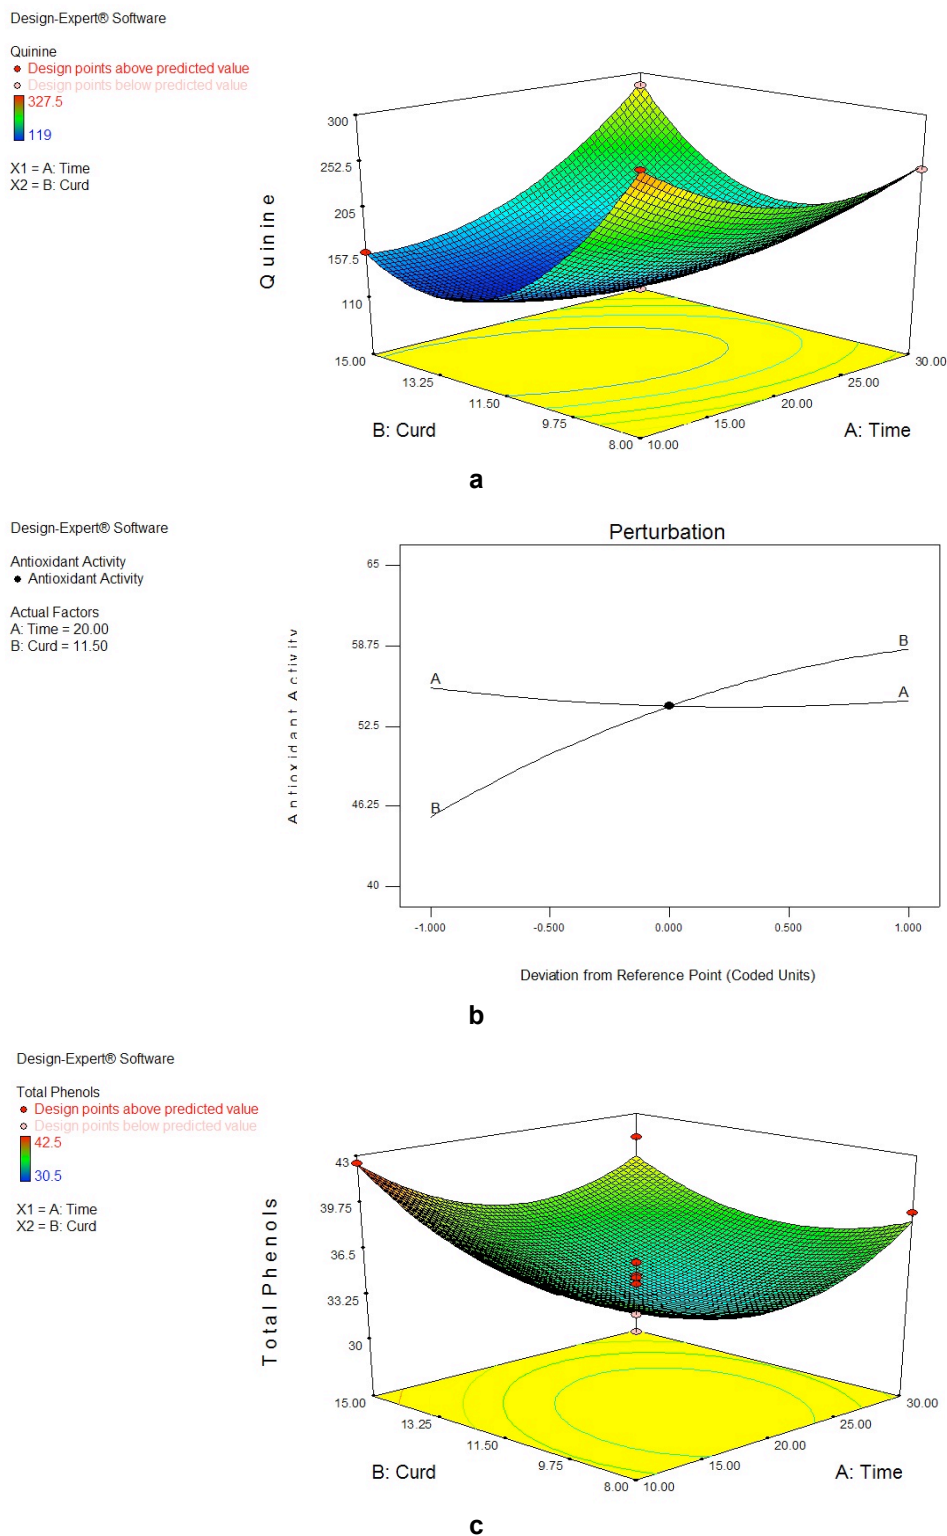 Design-Expert® Software
Quinine
Design points above predicted value
Design points below predicted value
327.5
119
X1 = A: Time
X2 = B: Curd
Quinine
300
252.5
205
157.5
110
15.00
13.25
11.50
9.75
8.00
10.00
15.00
20.00
25.00
30.00
B: Curd
A: Time
a
Design-Expert® Software
Antioxidant Activity
Antioxidant Activity
Actual Factors
A: Time = 20.00
B: Curd = 11.50
Perturbation
Antioxidant Activity
65
58.75
52.5
46.25
40
A
B
B
A
-1.000
-0.500
0.000
0.500
1.000
Deviation from Reference Point (Coded Units)
b
Design-Expert® Software
Total Phenols
Design points above predicted value
Design points below predicted value
42.5
30.5
X1 = A: Time
X2 = B: Curd
Total Phenols
43
39.75
36.5
33.25
30
15.00
13.25
11.50
9.75
8.00
10.00
15.00
20.00
25.00
30.00
B: Curd
A: Time
c